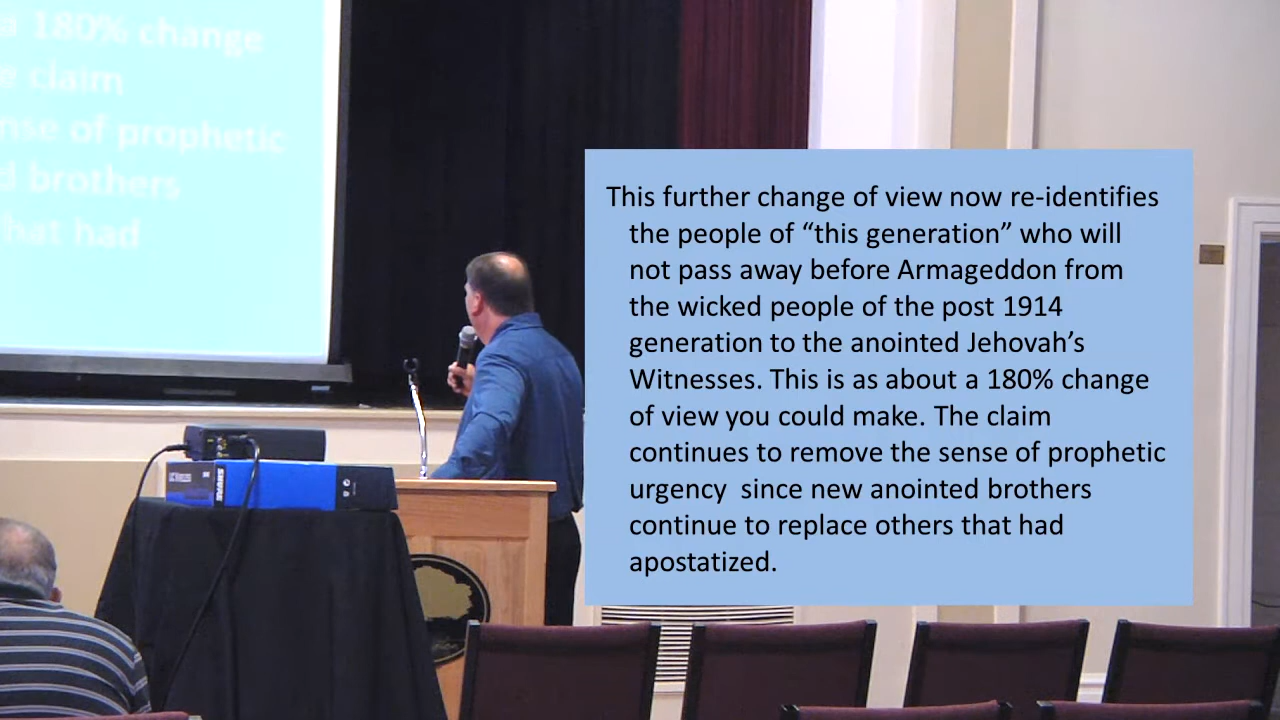 a 180% change
e claim
nse of prophetic
d brothers
hat had
This further change of view now re-identifies
the people of “this generation” who will
not pass away before Armageddon from
the wicked people of the post 1914
generation to the anointed Jehovah’s
Witnesses. This is as about a 180% change
of view you could make. The claim
continues to remove the sense of prophetic
urgency  since new anointed brothers
continue to replace others that had
apostatized.
SHURE